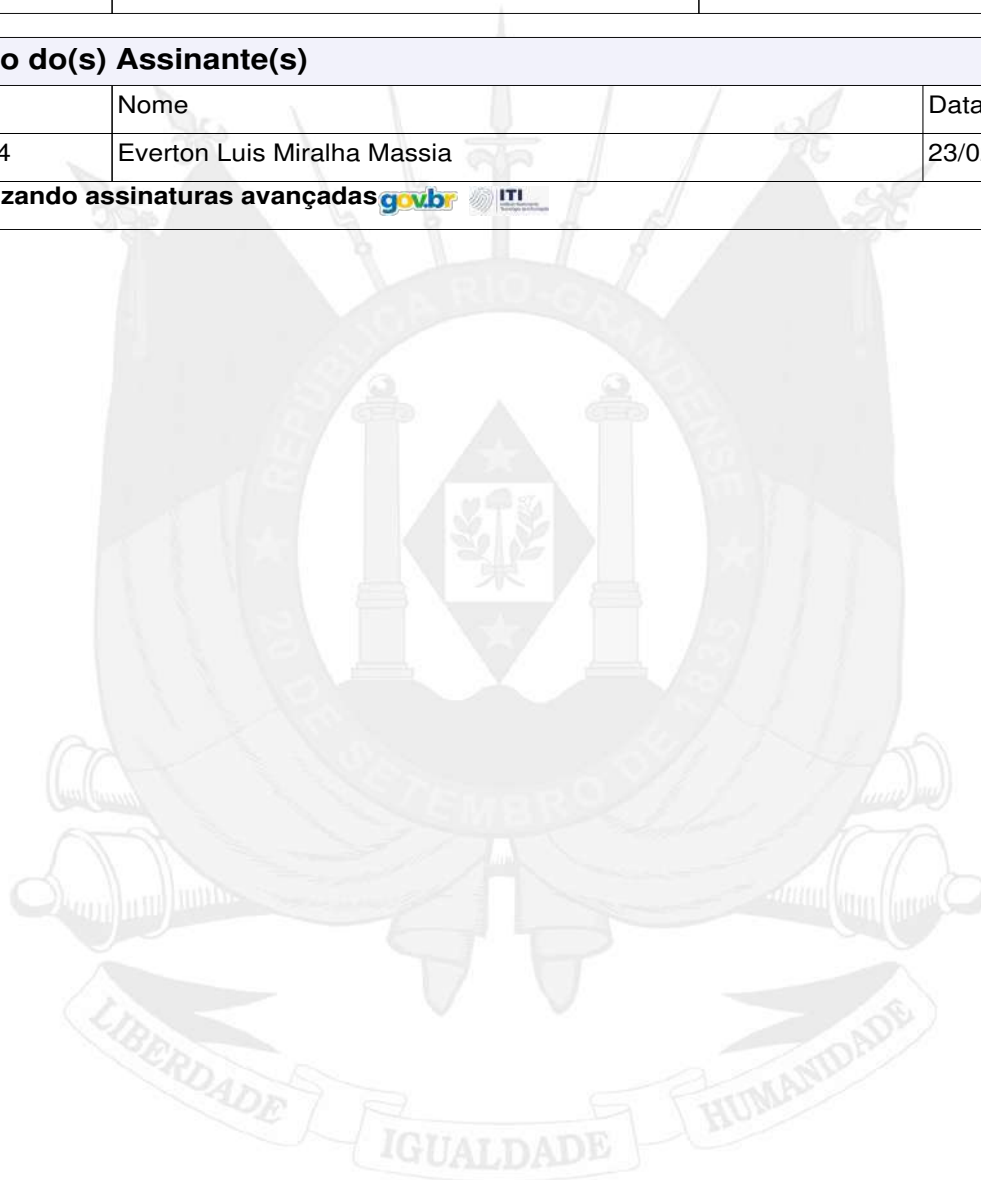 o do(s) Assinante(s)
Nome Data
4 Everton Luis Miralha Massia 23/0
zando assinaturas avançadas gov.br ITI
REPÚBLICA RIO-GRANDENSE
20 DE SETEMBRO DE 1835
LIBERDADE IGUALDADE HUMANIDADE